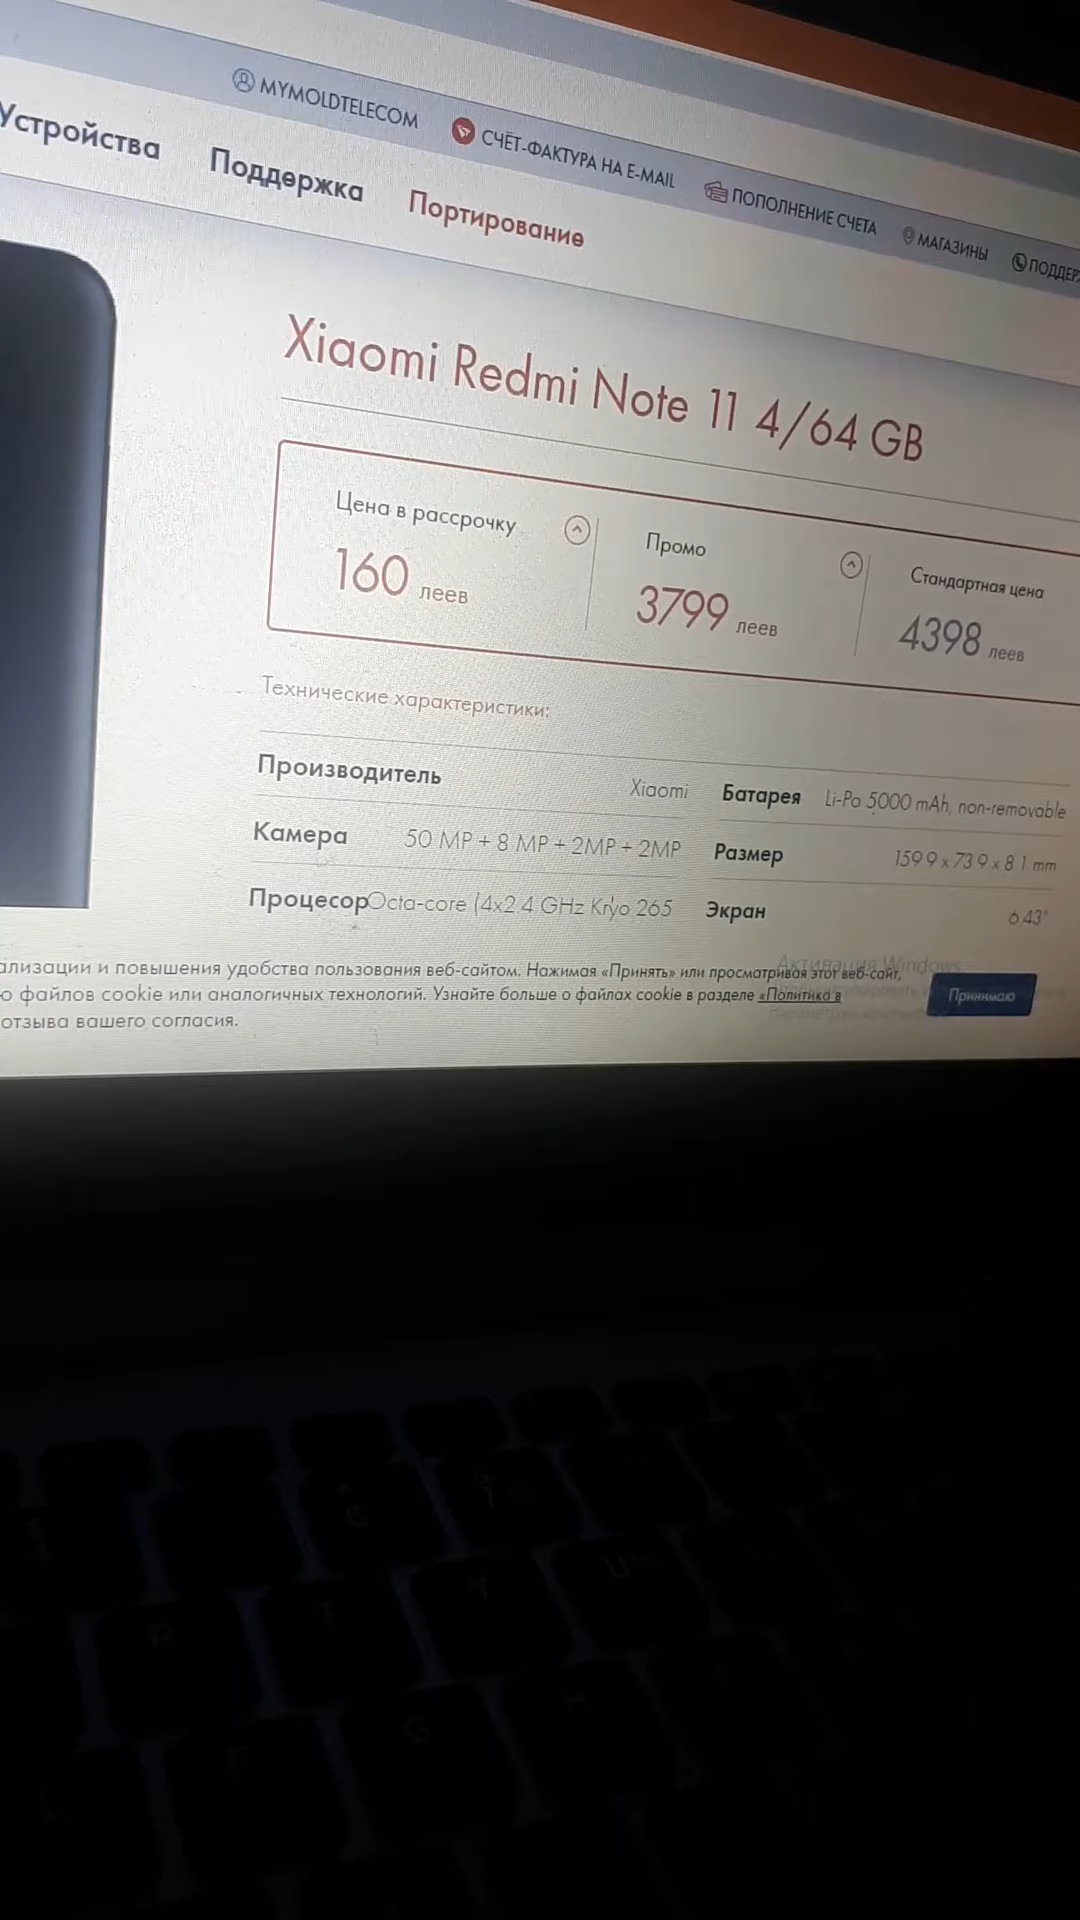 MYMOLDTELECOM
СЧЁТ-ФАКТУРА НА E-MAIL
ПОПОЛНЕНИЕ СЧЕТА
МАГАЗИНЫ
ПОДДЕР
Устройства
Поддержка
Портирование
Xiaomi Redmi Note 11 4/64 GB
Цена в рассрочку
160 леев
Промо
3799 леев
Стандартная цена
4398 леев
Технические характеристики:
Производитель Xiaomi
Батарея Li-Po 5000 mAh, non-removable
Камера 50 MP + 8 MP + 2MP + 2MP
Размер 159.9 x 73.9 x 8.1 mm
Процесор Octa-core (4x2.4 GHz Kryo 265
Экран 6.43"
ализации и повышения удобства пользования веб-сайтом. Нажимая «Принять» или просматривая этот веб-сайт,
о файлов cookie или аналогичных технологий. Узнайте больше о файлах cookie в разделе «Политика в
отзыва вашего согласия.
Принимаю
Активация Windows
R
T
Y
U
F
G
H